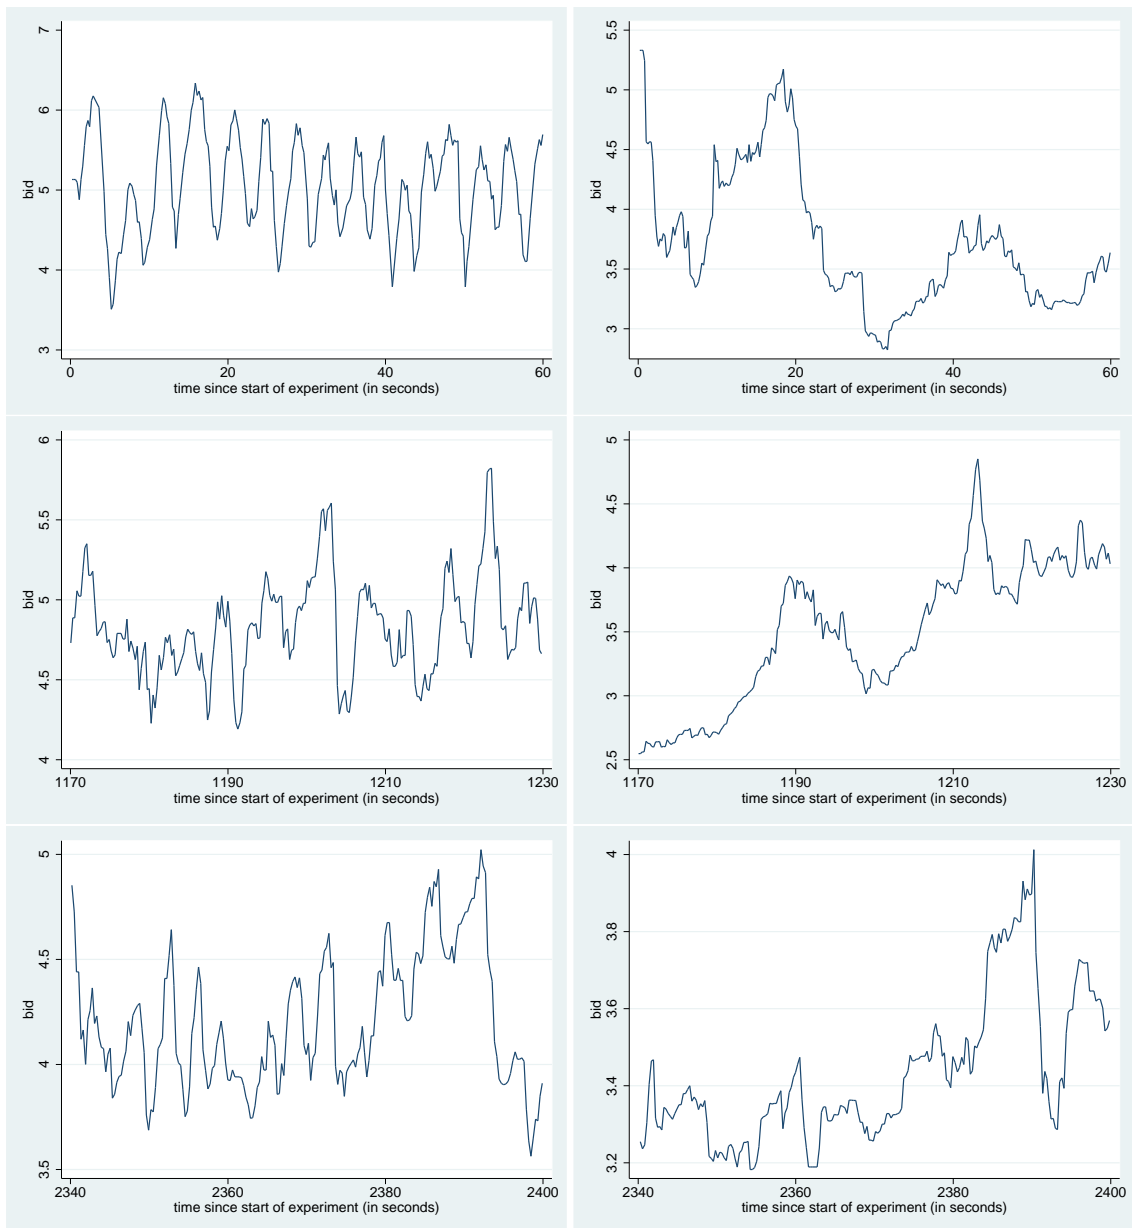 7
6
5
4
3
bid
0 20 40 60
time since start of experiment (in seconds)
5.5
5
4.5
4
3.5
3
bid
0 20 40 60
time since start of experiment (in seconds)
6
5.5
5
4.5
4
bid
1170 1190 1210 1230
time since start of experiment (in seconds)
5
4.5
4
3.5
3
2.5
bid
1170 1190 1210 1230
time since start of experiment (in seconds)
5
4.5
4
3.5
bid
2340 2360 2380 2400
time since start of experiment (in seconds)
4
3.8
3.6
3.4
3.2
bid
2340 2360 2380 2400
time since start of experiment (in seconds)